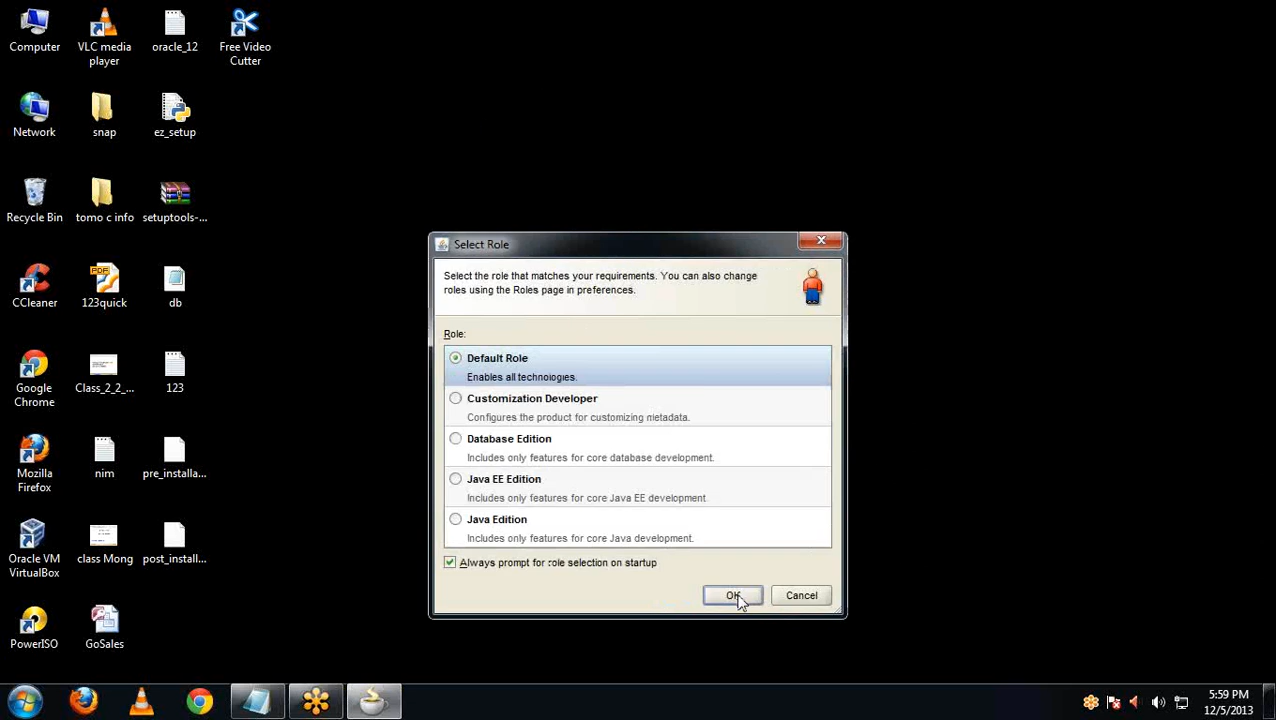 Computer
VLC media
player
oracle_12
Free Video
Cutter
Network
snap
ez_setup
Recycle Bin
tomo c info
setuptools-...
CCleaner
PDF
123quick
db
Google
Chrome
Class_2_2_...
123
Mozilla
Firefox
nim
pre_installa...
Oracle VM
VirtualBox
class Mong
post_install...
PowerISO
GoSales
Select Role
Select the role that matches your requirements. You can also change
roles using the Roles page in preferences.
Role:
Default Role
Enables all technologies.
Customization Developer
Configures the product for customizing metadata.
Database Edition
Includes only features for core database development.
Java EE Edition
Includes only features for core Java EE development.
Java Edition
Includes only features for core Java development.
Always prompt for role selection on startup
OK
Cancel
5:59 PM
12/5/2013